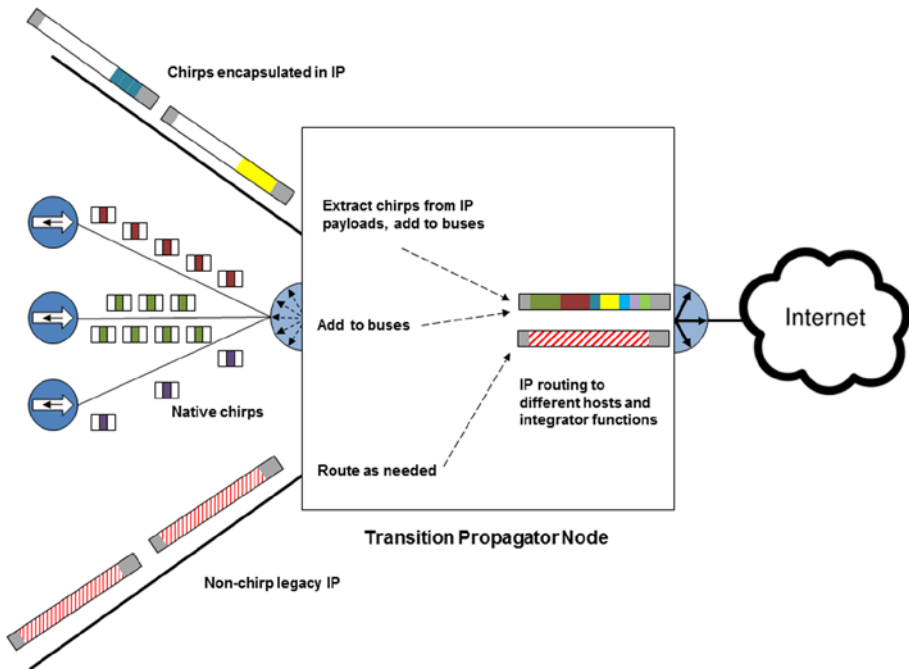 Chirps encapsulated in IP
Extract chirps from IP
payloads, add to buses
Add to buses
Native chirps
Internet
IP routing to
different hosts and
integrator functions
Route as needed
Transition Propagator Node
Non-chirp legacy IP